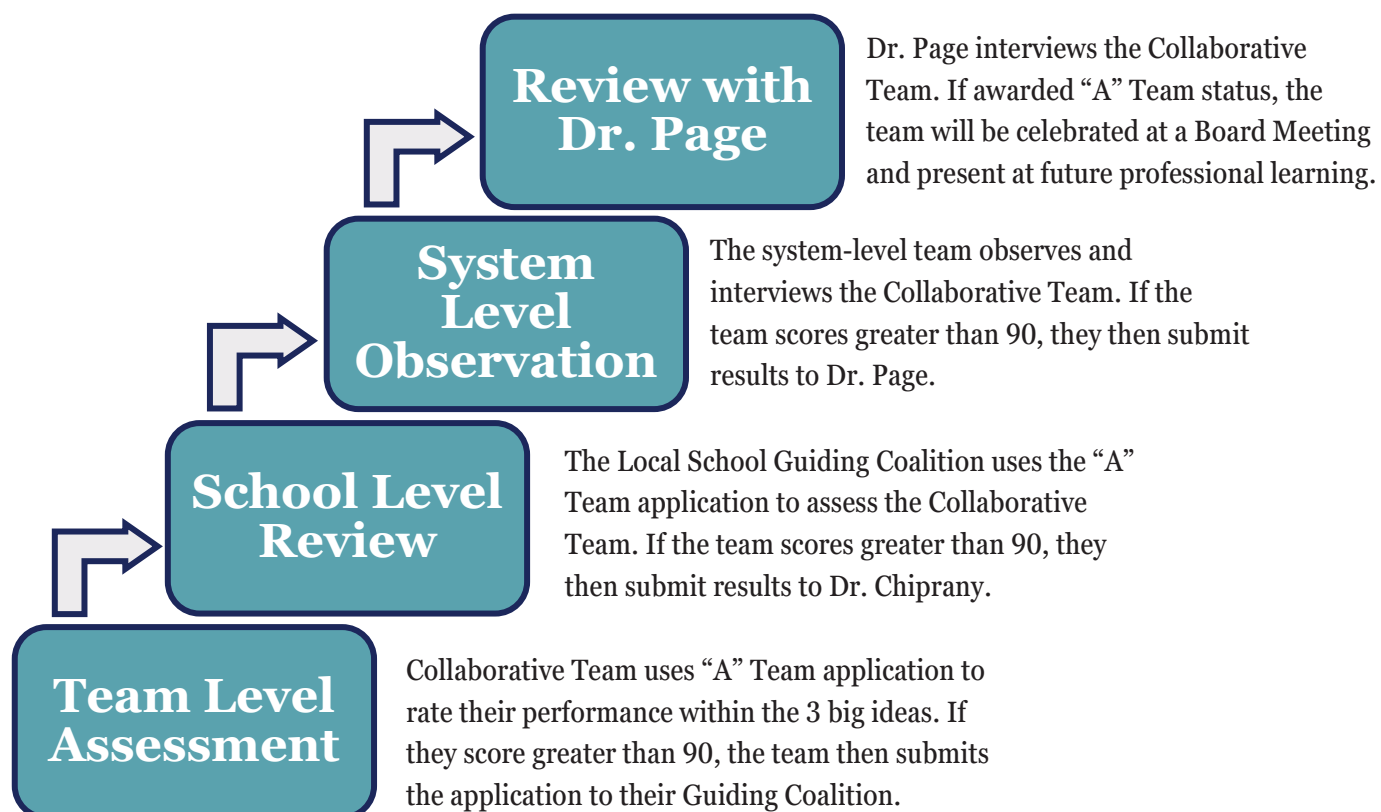 Review with
Dr. Page
Dr. Page interviews the Collaborative
Team. If awarded “A” Team status, the
team will be celebrated at a Board Meeting
and present at future professional learning.
System
Level
Observation
The system-level team observes and
interviews the Collaborative Team. If the
team scores greater than 90, they then submit
results to Dr. Page.
School Level
Review
The Local School Guiding Coalition uses the “A”
Team application to assess the Collaborative
Team. If the team scores greater than 90, they
then submit results to Dr. Chiprany.
Team Level
Assessment
Collaborative Team uses “A” Team application to
rate their performance within the 3 big ideas. If
they score greater than 90, the team then submits
the application to their Guiding Coalition.